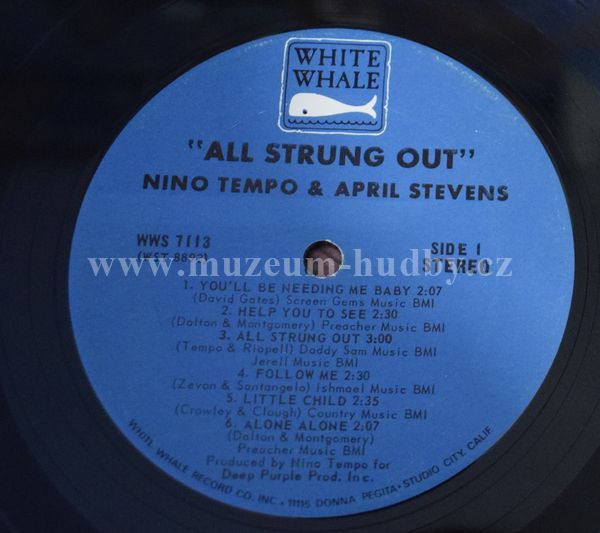 WHITE
WHALE
"ALL STRUNG OUT"
NINO TEMPO & APRIL STEVENS
WWS 7113
SIDE 1
(WST 8893)
STEREO
www.muzeum-hudby.cz
1. YOU'LL BE NEEDING ME BABY 2:07
(David Gates) Screen Gems Music BMI
2. HELP YOU TO SEE 2:30
(Dalton & Montgomery) Preacher Music BMI
3. ALL STRUNG OUT 3:00
(Tempo & Riopell) Daddy Sam Music BMI
Jerell Music BMI
4. FOLLOW ME 2:30
(Zevon & Santangelo) Ishmael Music BMI
5. LITTLE CHILD 2:35
(Crowley & Clough) Country Music BMI
6. ALONE ALONE 2:07
(Dalton & Montgomery)
Preacher Music BMI
Produced by Nino Tempo for
Deep Purple Prod. Inc.
WHITE WHALE RECORD CO. INC. • 11115 DONNA PEGITA • STUDIO CITY, CALIF